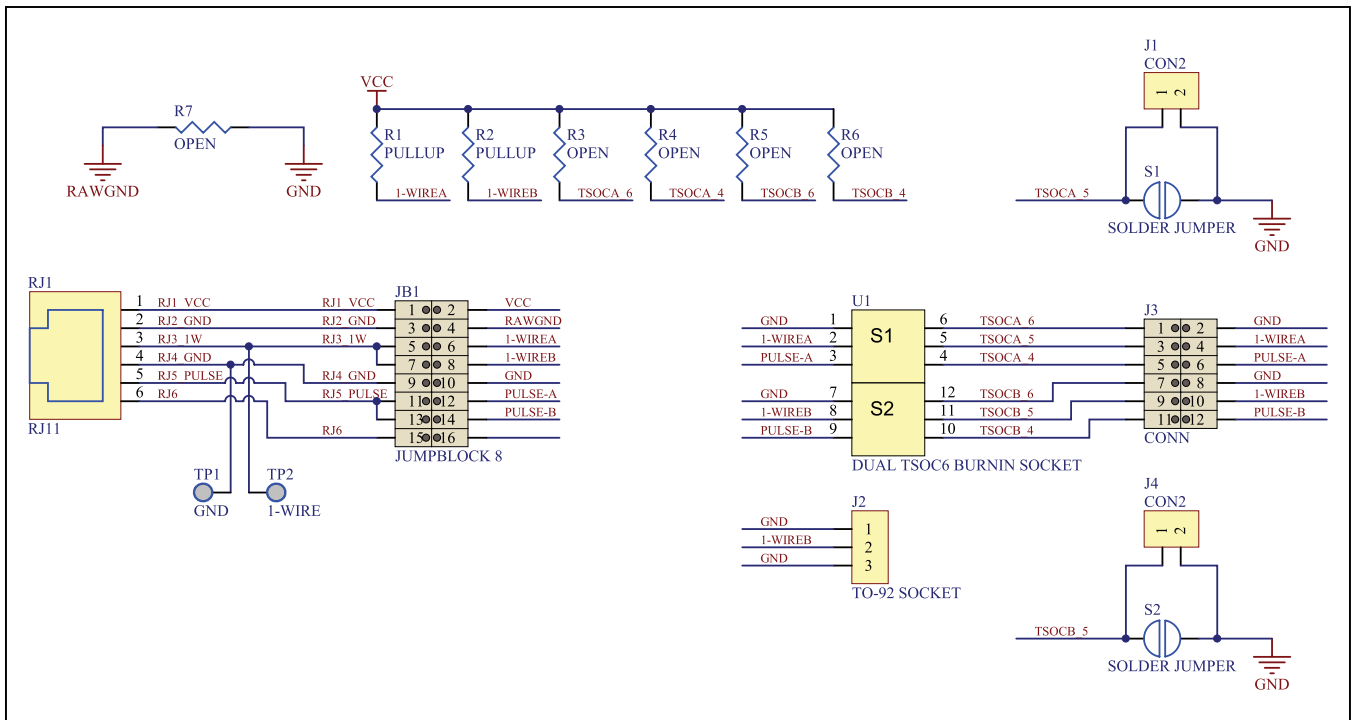 J1
CON2
1 2
VCC
R7
OPEN
RAWGND
GND
R1
PULLUP
R2
PULLUP
R3
OPEN
R4
OPEN
R5
OPEN
R6
OPEN
1-WIREA
1-WIREB
TSOCA_6
TSOCA_4
TSOCB_6
TSOCB_4
TSOCA_5
S1
SOLDER JUMPER
GND
RJ1
1 RJ1_VCC
2 RJ2_GND
3 RJ3_1W
4 RJ4_GND
5 RJ5_PULSE
6 RJ6
RJ11
JB1
RJ1_VCC 1 2 VCC
RJ2_GND 3 4 RAWGND
RJ3_1W 5 6 1-WIREA
7 8 1-WIREB
RJ4_GND 9 10 GND
RJ5_PULSE 11 12 PULSE-A
13 14 PULSE-B
RJ6 15 16
JUMPBLOCK 8
TP1
GND
TP2
1-WIRE
U1
S1
GND 1 6 TSOCA_6
1-WIREA 2 5 TSOCA_5
PULSE-A 3 4 TSOCA_4
S2
GND 7 12 TSOCB_6
1-WIREB 8 11 TSOCB_5
PULSE-B 9 10 TSOCB_4
DUAL TSOC6 BURNIN SOCKET
J3
1 2 GND
3 4 1-WIREA
5 6 PULSE-A
7 8 GND
9 10 1-WIREB
11 12 PULSE-B
CONN
J2
GND 1
1-WIREB 2
GND 3
TO-92 SOCKET
J4
CON2
1 2
TSOCB_5
S2
SOLDER JUMPER
GND